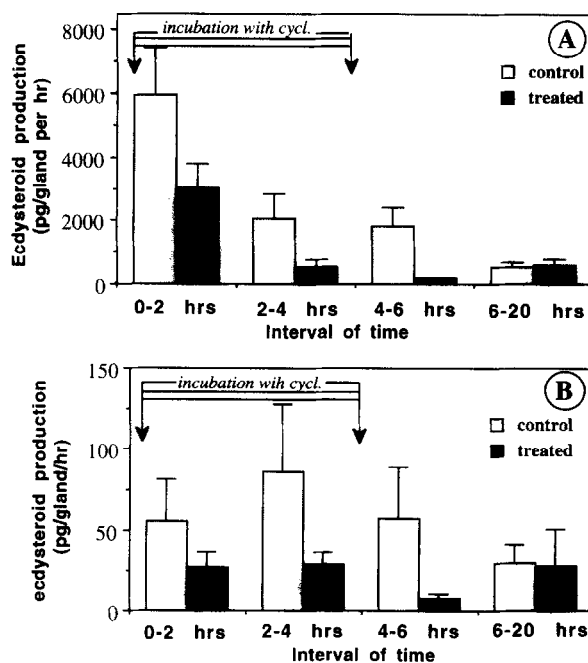 8000
6000
4000
2000
0
Ecdysteroid production
(pg/gland per hr)
incubation with cycl.
A
control
treated
0-2 hrs
2-4 hrs
4-6 hrs
6-20 hrs
Interval of time
150
100
50
0
ecdysteroid production
(pg/gland/hr)
incubation wih cycl.
B
control
treated
0-2 hrs
2-4 hrs
4-6 hrs
6-20 hrs
Interval of time